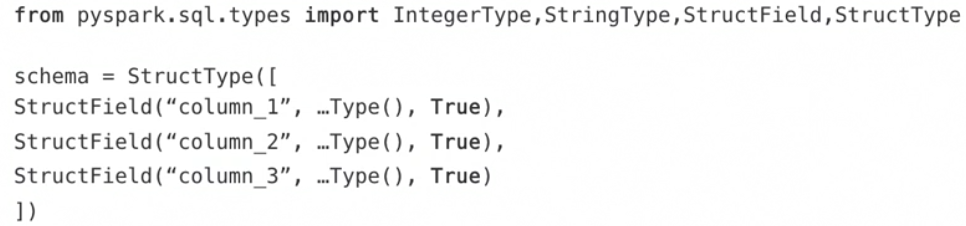 from pyspark.sql.types import IntegerType,StringType,StructField,StructType
schema = StructType([
StructField(“column_1”, …Type(), True),
StructField(“column_2”, …Type(), True),
StructField(“column_3”, …Type(), True)
])